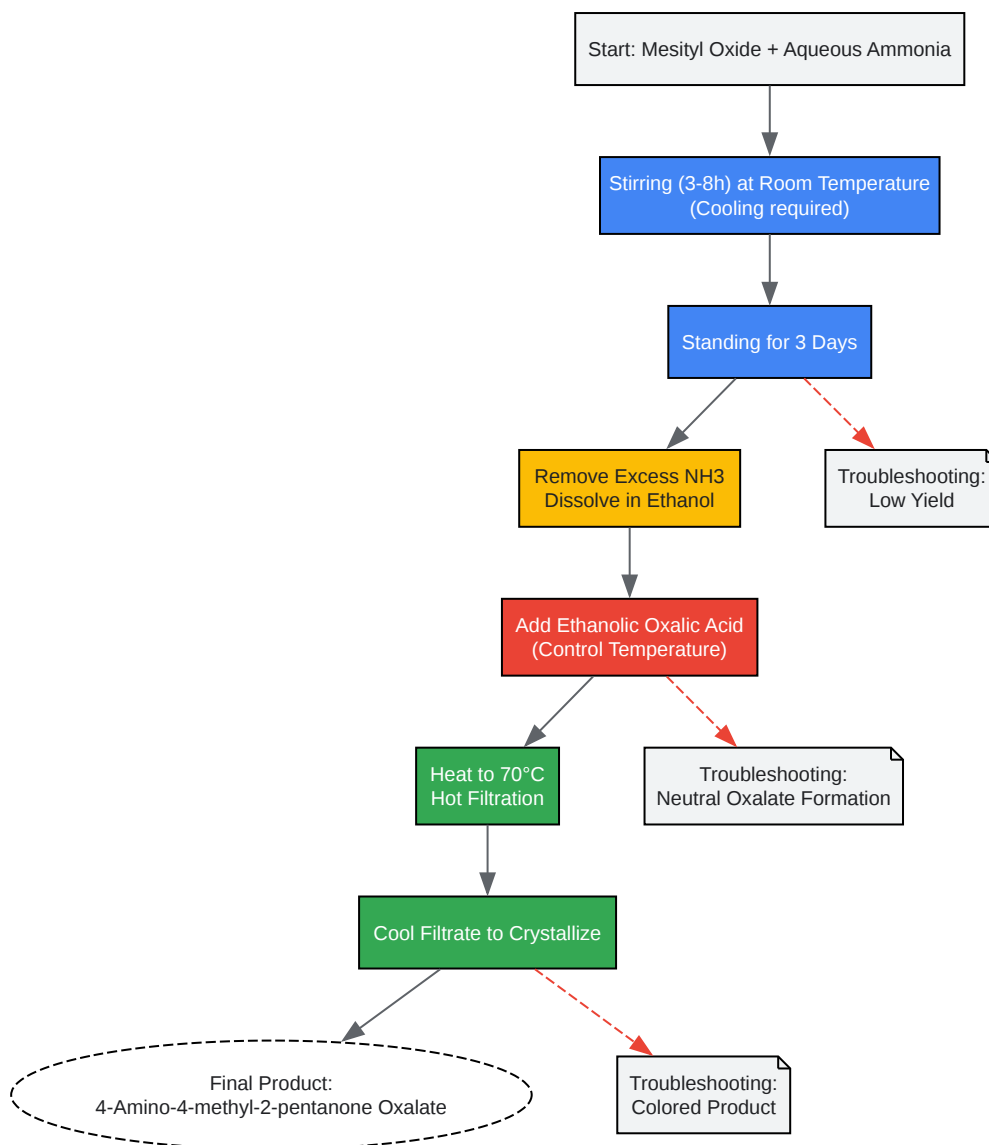 Start: Mesityl Oxide + Aqueous Ammonia
Stirring (3-8h) at Room Temperature
(Cooling required)
Standing for 3 Days
Remove Excess NH3
Dissolve in Ethanol
Troubleshooting:
Low Yield
Add Ethanolic Oxalic Acid
(Control Temperature)
Heat to 70°C
Hot Filtration
Troubleshooting:
Neutral Oxalate Formation
Cool Filtrate to Crystallize
Final Product:
4-Amino-4-methyl-2-pentanone Oxalate
Troubleshooting:
Colored Product